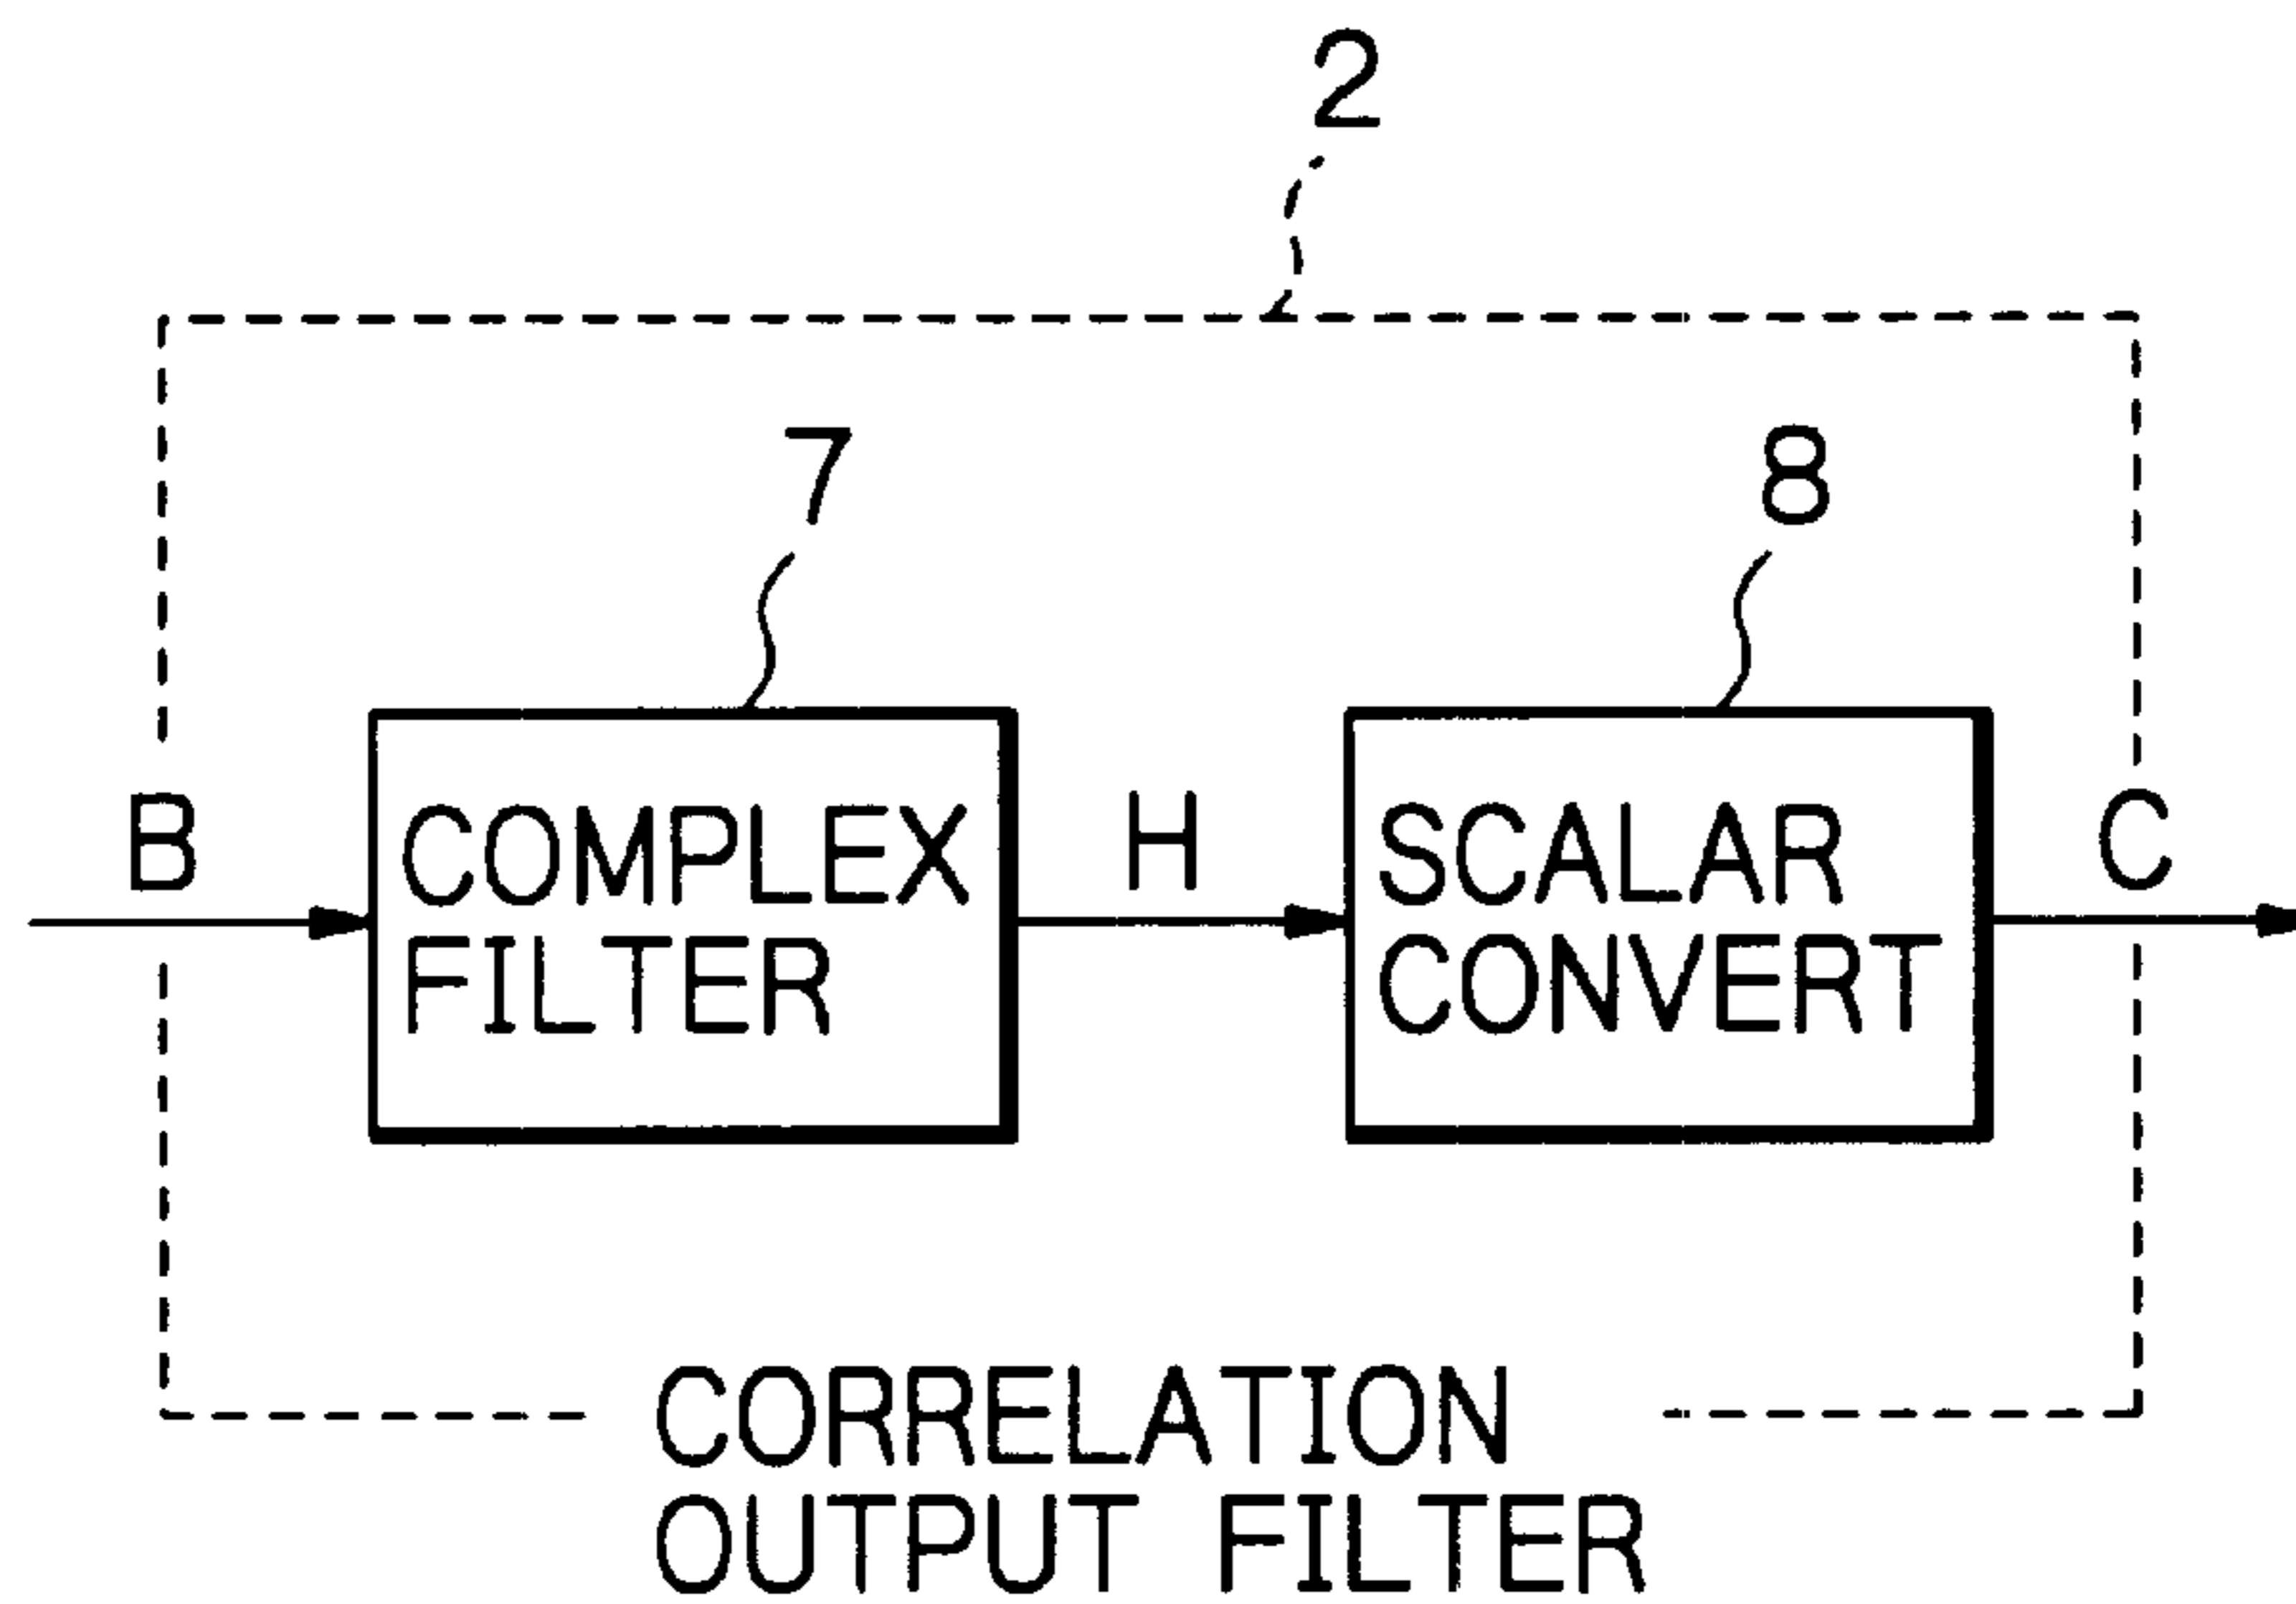 2
7
8
B
COMPLEX
FILTER
H
SCALAR
CONVERT
C
CORRELATION
OUTPUT FILTER